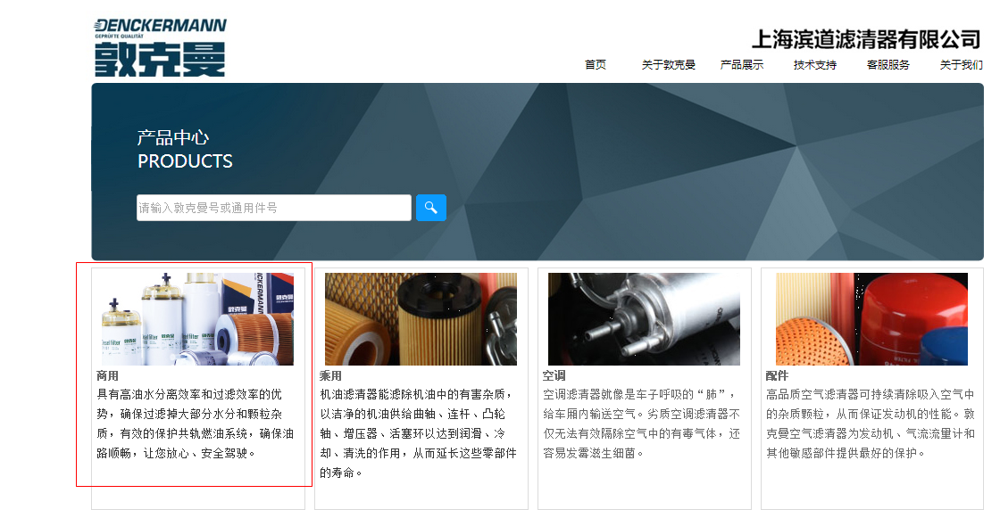 DENCKERMANN
GEPRÜFTE QUALITÄT
敦克曼
上海滨道滤清器有限公司
首页 关于敦克曼 产品展示 技术支持 客服服务 关于我们
产品中心
PRODUCTS
请输入敦克曼号或通用件号
CKERMANN
敦克曼
商用
具有高油水分离效率和过滤效率的优
势，确保过滤掉大部分水分和颗粒杂
质，有效的保护共轨燃油系统，确保油
路顺畅，让您放心、安全驾驶。
乘用
机油滤清器能滤除机油中的有害杂质，
以洁净的机油供给曲轴、连杆、凸轮
轴、增压器、活塞环以达到润滑、冷
却、清洗的作用，从而延长这些零部件
的寿命。
空调
空调滤清器就像是车子呼吸的“肺”，
给车厢内输送空气。劣质空调滤清器不
仅无法有效隔除空气中的有毒气体，还
容易发霉滋生细菌。
配件
高品质空气滤清器可持续清除吸入空气中
的杂质颗粒，从而保证发动机的性能。敦
克曼空气滤清器为发动机、气流流量计和
其他敏感部件提供最好的保护。